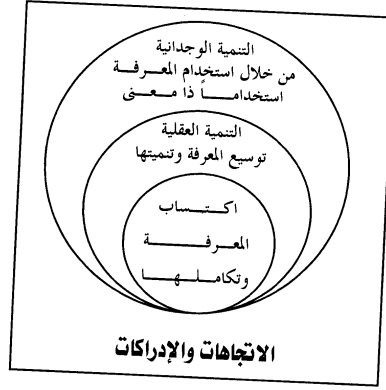 التنمية الوجدانية
من خلال استخدام المعرفة
استخداماً ذا معنى
التنمية العقلية
توسيع المعرفة وتنميتها
اكتساب
المعرفة
وتكاملها
الاتجاهات والإدراكات